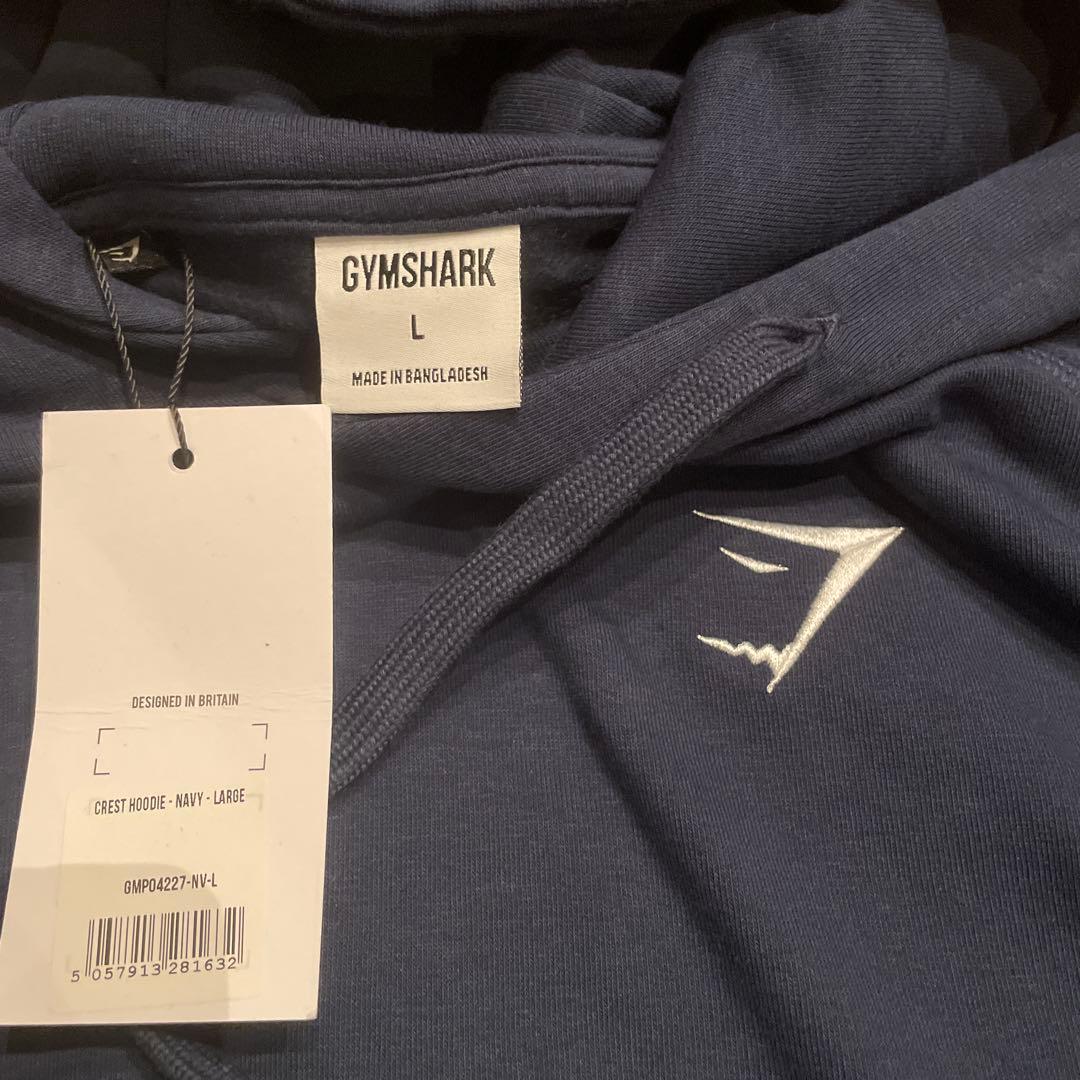 GYMSHARK
L
MADE IN BANGLADESH
DESIGNED IN BRITAIN
CREST HOODIE - NAVY - LARGE
GMP04227-NV-L
5 057913 281632